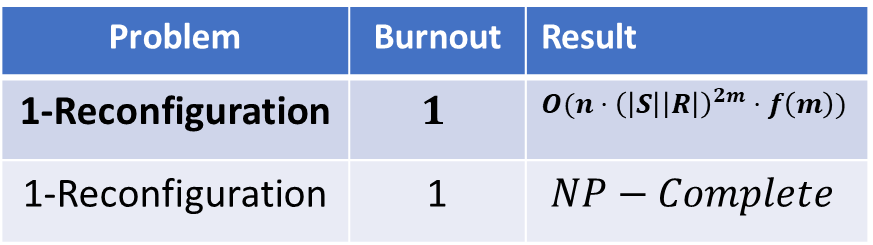 Problem Burnout Result
1-Reconfiguration 1 O(n · (|S||R|)^{2m} · f(m))
1-Reconfiguration 1 NP − Complete